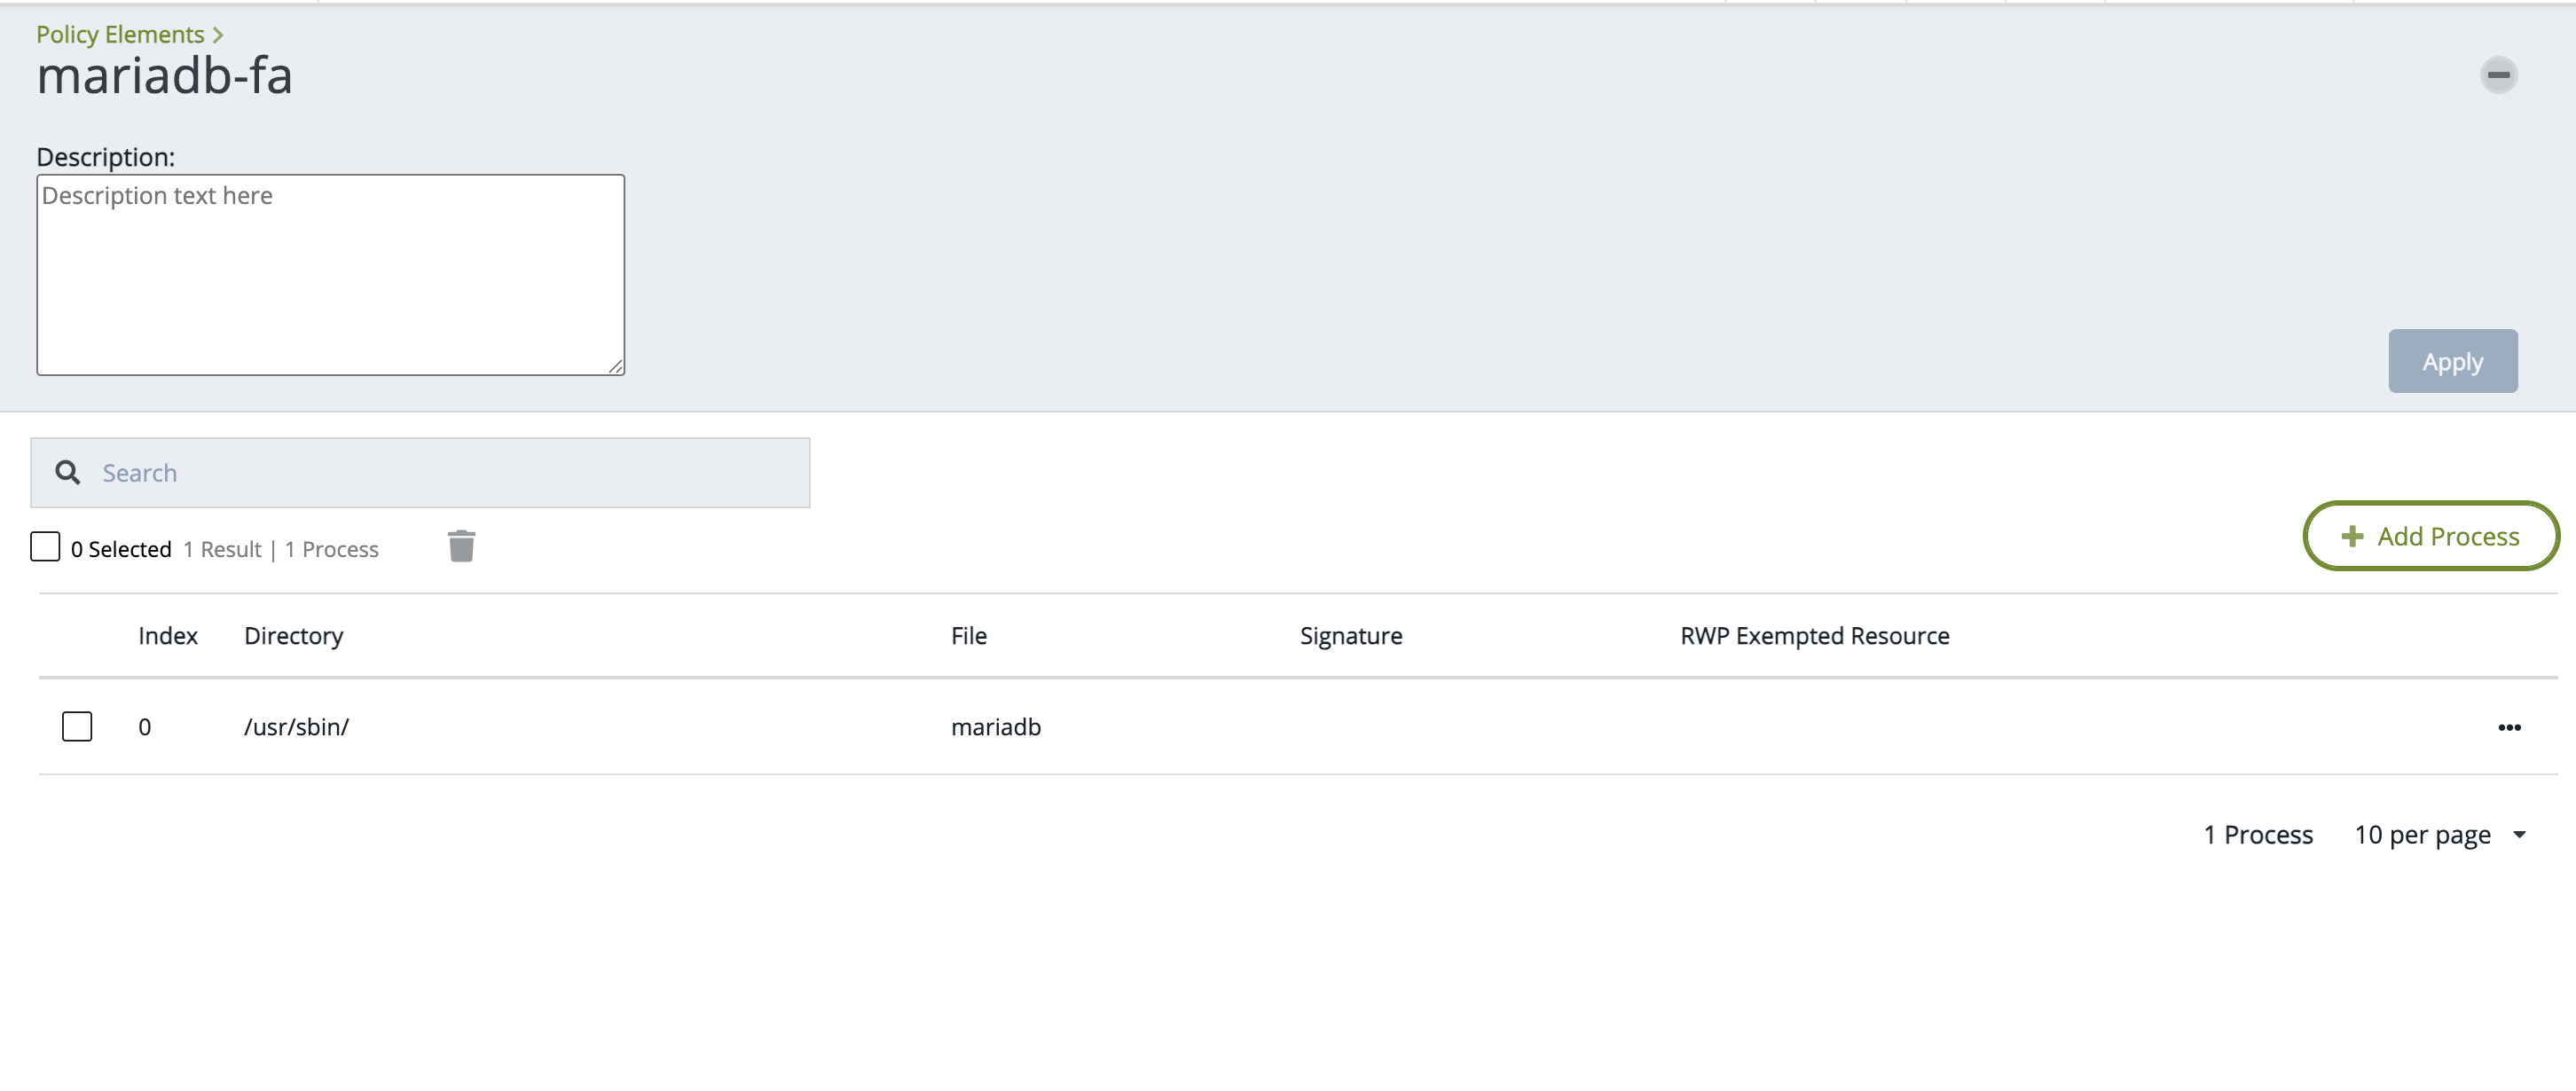 Policy Elements
mariadb-fa
Description:
Description text here
Apply
Search
0 Selected 1 Result | 1 Process
Add Process
Index Directory File Signature RWP Exempted Resource
0 /usr/sbin/ mariadb
1 Process 10 per page